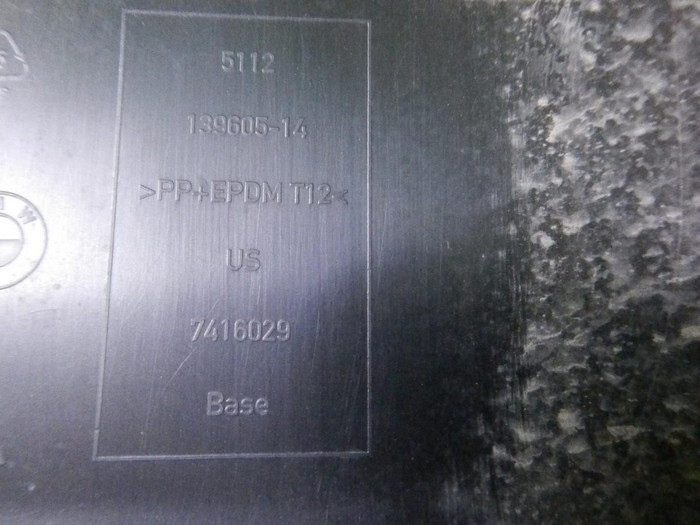 5112
139605-14
>PP+EPDM T12<
US
7416029
Base